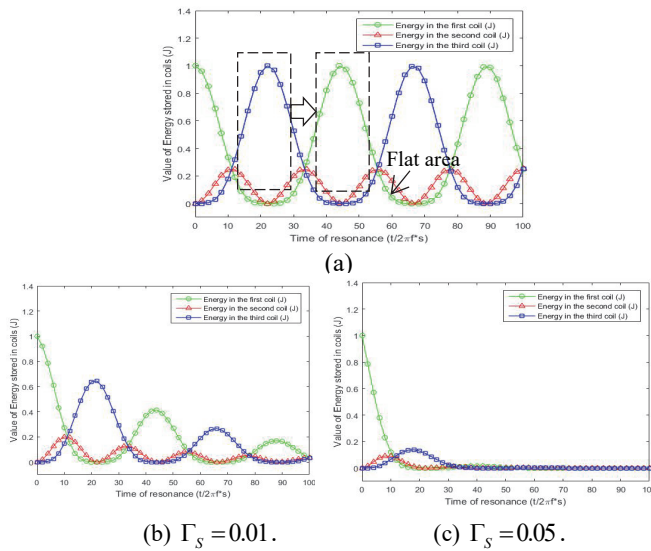 1.4
1.2
1
0.8
0.6
0.4
0.2
0
Value of Energy stored in coils (J)
Energy in the first coil (J)
Energy in the second coil (J)
Energy in the third coil (J)
Flat area
0 10 20 30 40 50 60 70 80 90 100
Time of resonance (t/2πf*s)
(a)
1.4
1.2
1
0.8
0.6
0.4
0.2
0
Value of Energy stored in coils (J)
Energy in the first coil (J)
Energy in the second coil (J)
Energy in the third coil (J)
0 10 20 30 40 50 60 70 80 90 100
Time of resonance (t/2πf*s)
(b) Γ_S = 0.01.
1.4
1.2
1
0.8
0.6
0.4
0.2
0
Value of Energy stored in coils (J)
Energy in the first coil (J)
Energy in the second coil (J)
Energy in the third coil (J)
0 10 20 30 40 50 60 70 80 90 100
Time of resonance (t/2πf*s)
(c) Γ_S = 0.05.